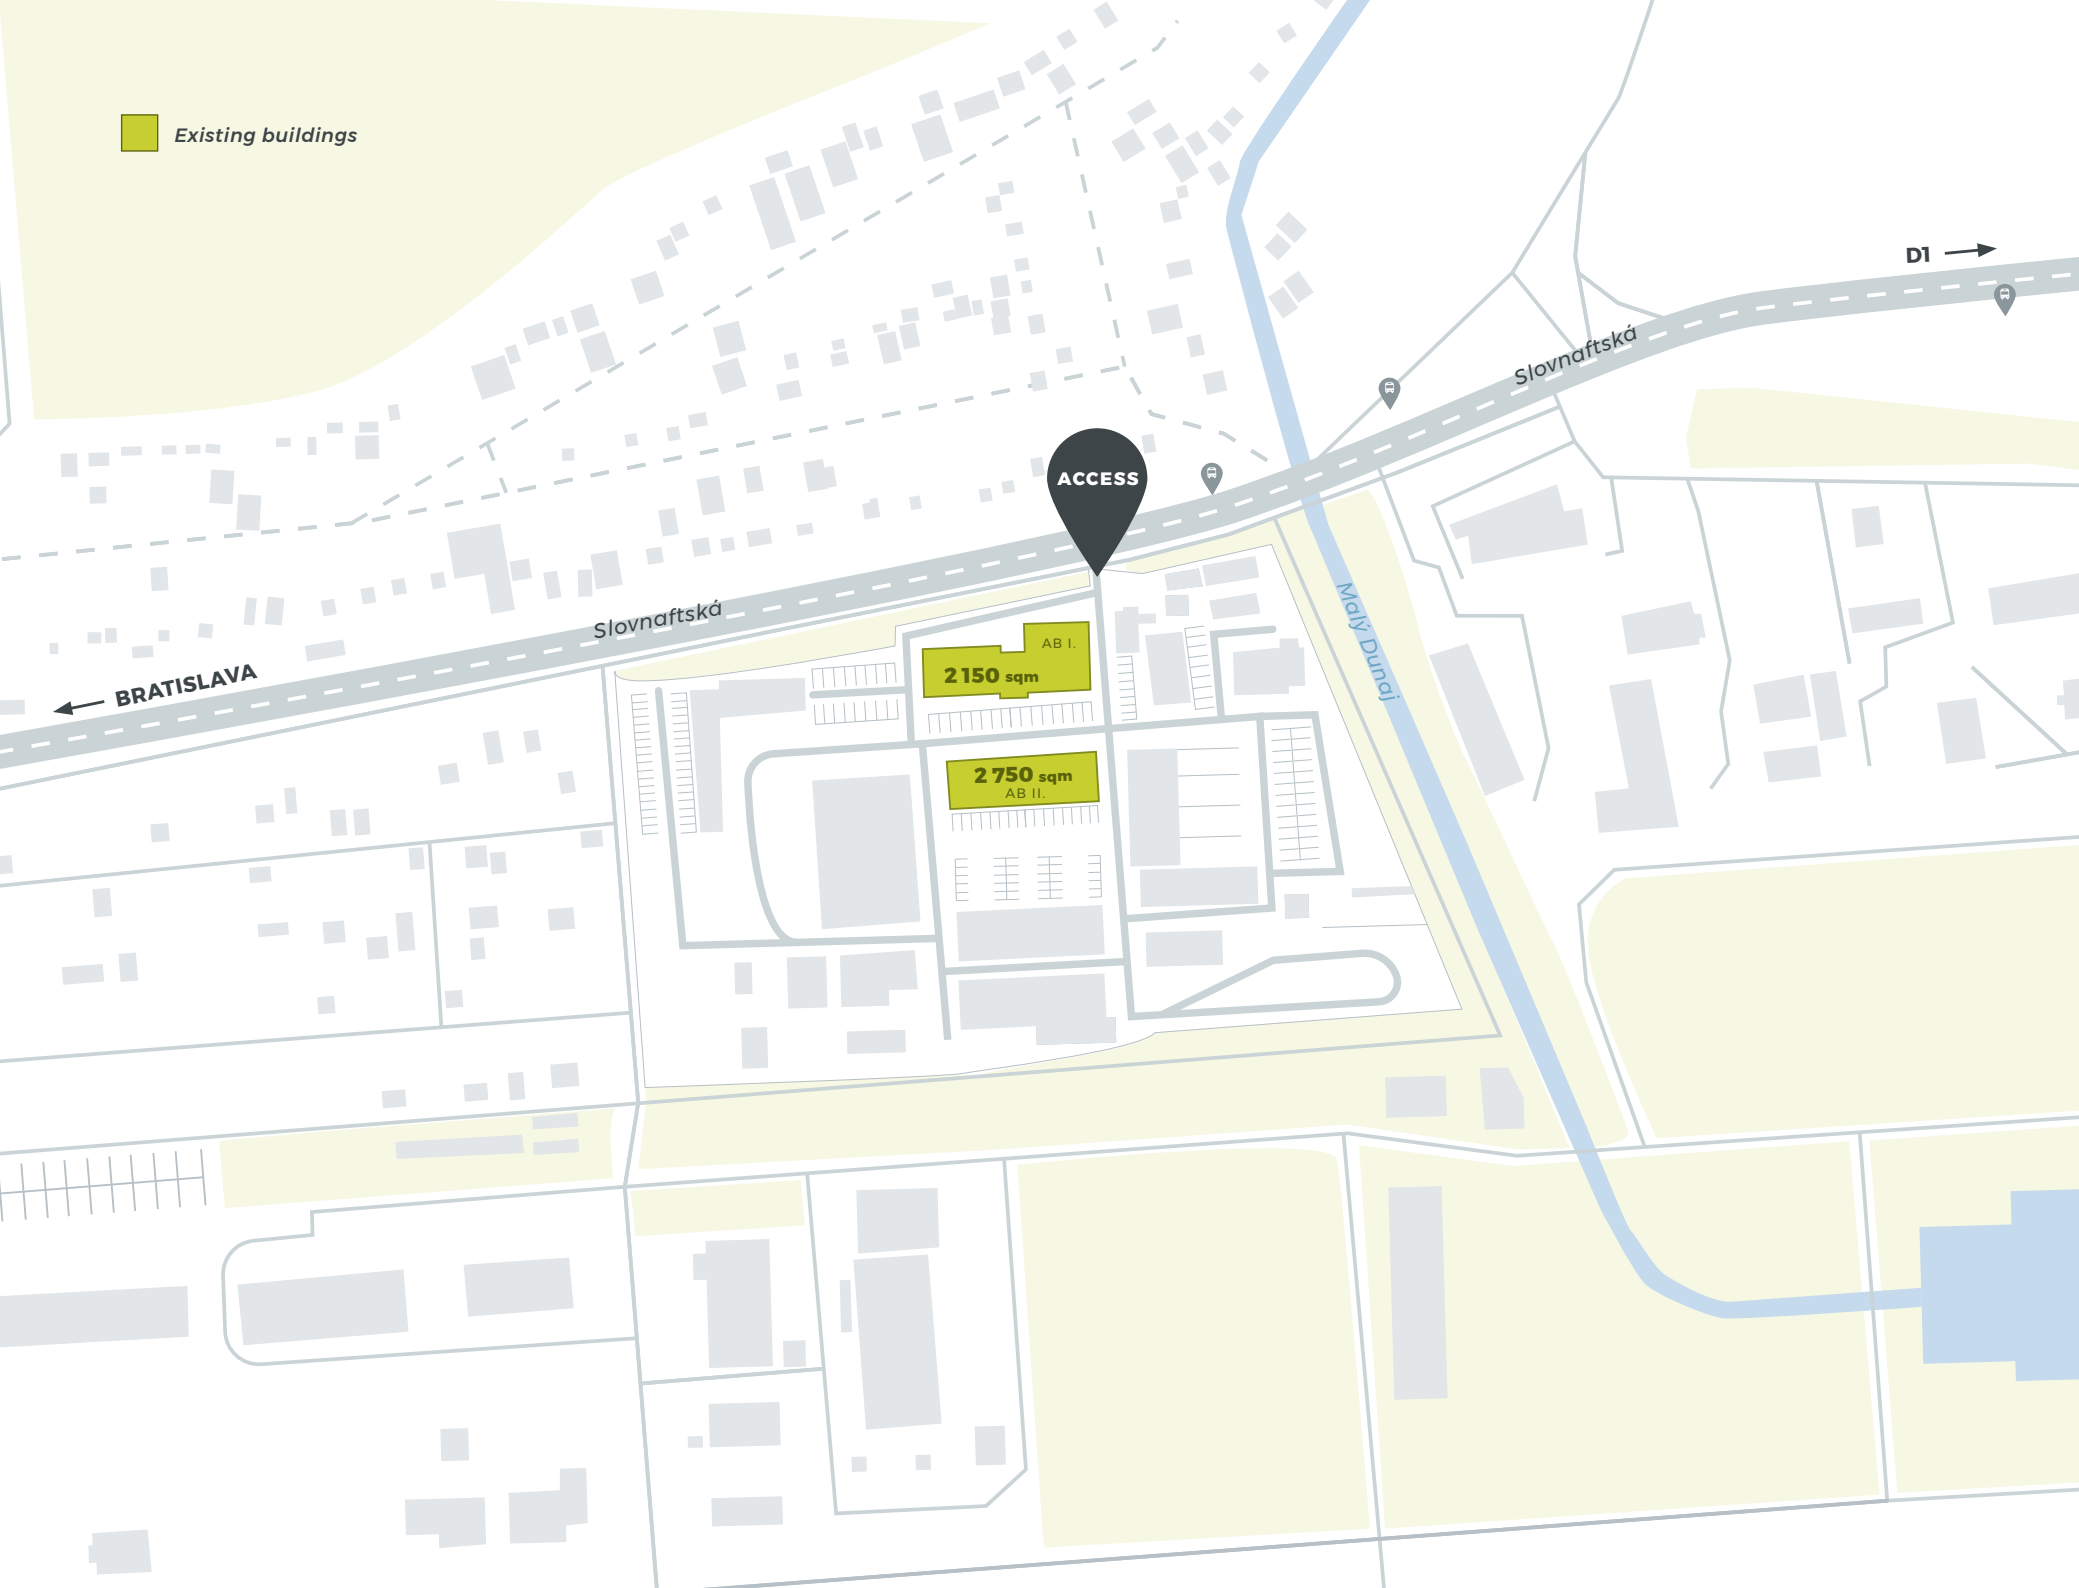 Existing buildings
D1
Slovnaftská
ACCESS
Malý Dunaj
Slovnaftská
AB I.
2 150 sqm
BRATISLAVA
2 750 sqm
AB II.